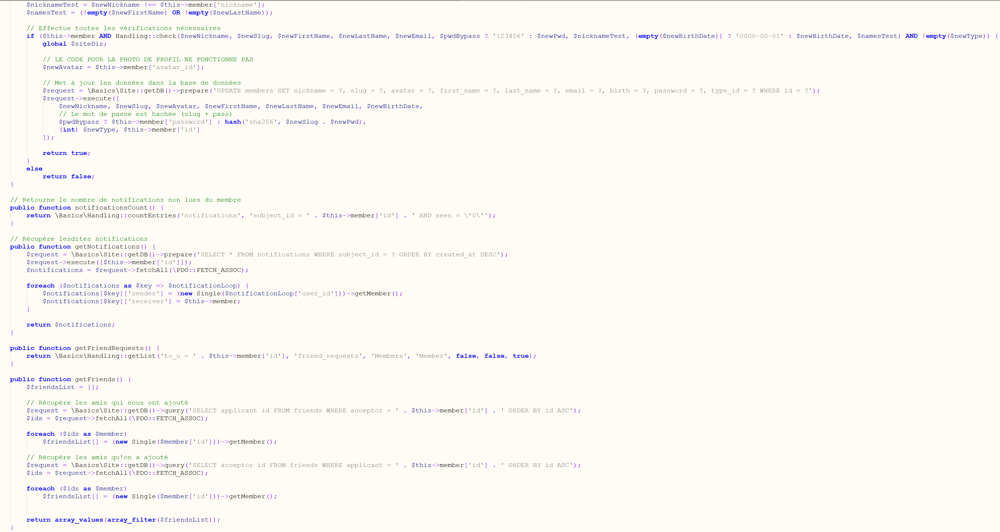 $nicknameTest = $newNickname !== $this->member['nickname'];
$namesTest = (!empty($newFirstName) OR !empty($newLastName));
// Effectue toutes les vérifications nécessaires
if ($this->member AND Handling::check($newNickname, $newSlug, $newFirstName, $newLastName, $newEmail, $pwdBypass ? '123456' : $newPwd, $nicknameTest, (empty($newBirthDate)) ? '0000-00-01' : $newBirthDate, $namesTest) AND !empty($newType)) {
global $siteDir;
// LE CODE POUR LA PHOTO DE PROFIL NE FONCTIONNE PAS
$newAvatar = $this->member['avatar_id'];
// Met à jour les données dans la base de données
$request = \Basics\Site::getDB()->prepare('UPDATE members SET nickname = ?, slug = ?, avatar = ?, first_name = ?, last_name = ?, email = ?, birth = ?, password = ?, type_id = ? WHERE id = ?');
$request->execute([
$newNickname, $newSlug, $newAvatar, $newFirstName, $newLastName, $newEmail, $newBirthDate,
// Le mot de passe est hachée (slug + pass)
$pwdBypass ? $this->member['password'] : hash('sha256', $newSlug . $newPwd),
(int) $newType, $this->member['id']
]);
return true;
}
else
return false;
}
// Retourne le nombre de notifications non lues du membre
public function notificationsCount() {
return \Basics\Handling::countEntries('notifications', 'subject_id = ' . $this->member['id'] . ' AND seen = \'0\'');
}
// Récupère lesdites notifications
public function getNotifications() {
$request = \Basics\Site::getDB()->prepare('SELECT * FROM notifications WHERE subject_id = ? ORDER BY created_at DESC');
$request->execute([$this->member['id']]);
$notifications = $request->fetchAll(\PDO::FETCH_ASSOC);
foreach ($notifications as $key => $notificationLoop) {
$notifications[$key]['sender'] = (new Single($notificationLoop['user_id']))->getMember();
$notifications[$key]['receiver'] = $this->member;
}
return $notifications;
}
public function getFriendRequests() {
return \Basics\Handling::getList('to_u = ' . $this->member['id'], 'friend_requests', 'Members', 'Member', false, false, true);
}
public function getFriends() {
$friendsList = [];
// Récupère les amis qui nous ont ajouté
$request = \Basics\Site::getDB()->query('SELECT applicant id FROM friends WHERE acceptor = ' . $this->member['id'] . ' ORDER BY id ASC');
$ids = $request->fetchAll(\PDO::FETCH_ASSOC);
foreach ($ids as $member)
$friendsList[] = (new Single($member['id']))->getMember();
// Récupère les amis qu'on a ajouté
$request = \Basics\Site::getDB()->query('SELECT acceptor id FROM friends WHERE applicant = ' . $this->member['id'] . ' ORDER BY id ASC');
$ids = $request->fetchAll(\PDO::FETCH_ASSOC);
foreach ($ids as $member)
$friendsList[] = (new Single($member['id']))->getMember();
return array_values(array_filter($friendsList));
}